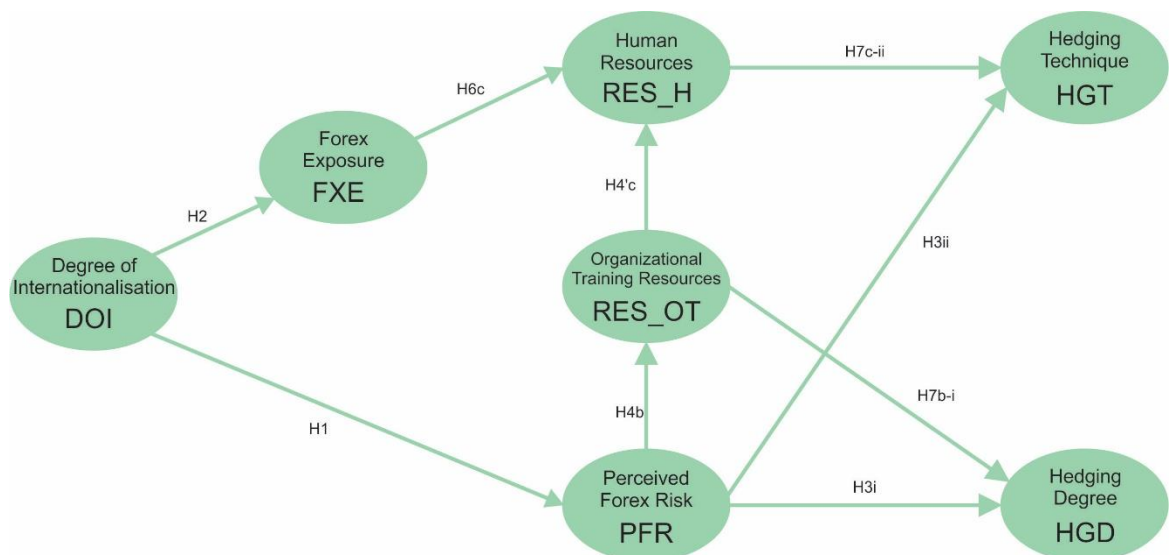 Human
Resources
RES_H
H7c-ii
Hedging
Technique
HGT
H6c
Forex
Exposure
FXE
H4'c
H3ii
H2
Degree of
Internationalisation
DOI
Organizational
Training Resources
RES_OT
H7b-i
H4b
H1
Perceived
Forex Risk
PFR
H3i
Hedging
Degree
HGD